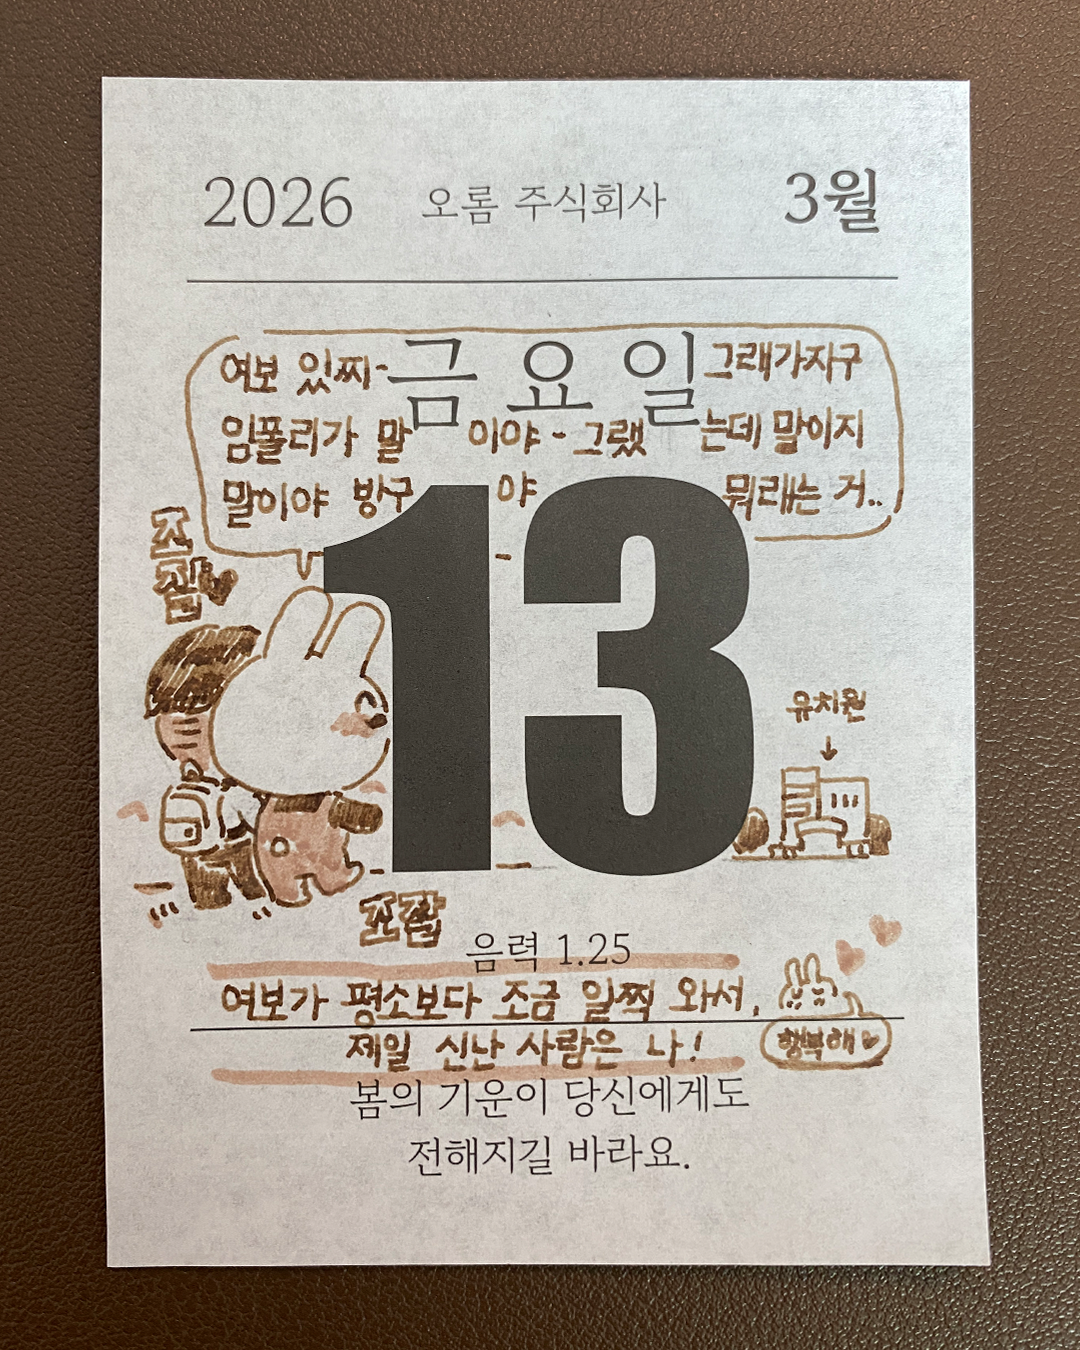 2026 오롬 주식회사 3월
금요일
여보 있찌- 그래가지구
임풀리가 말이야- 그랬는데 말이지
말이야 방구야 뭐래는 거..
조
잘
유치원
조잘
13
음력 1.25
여보가 평소보다 조금 일찍 와서,
제일 신난 사람은 나!
행복해
봄의 기운이 당신에게도
전해지길 바라요.